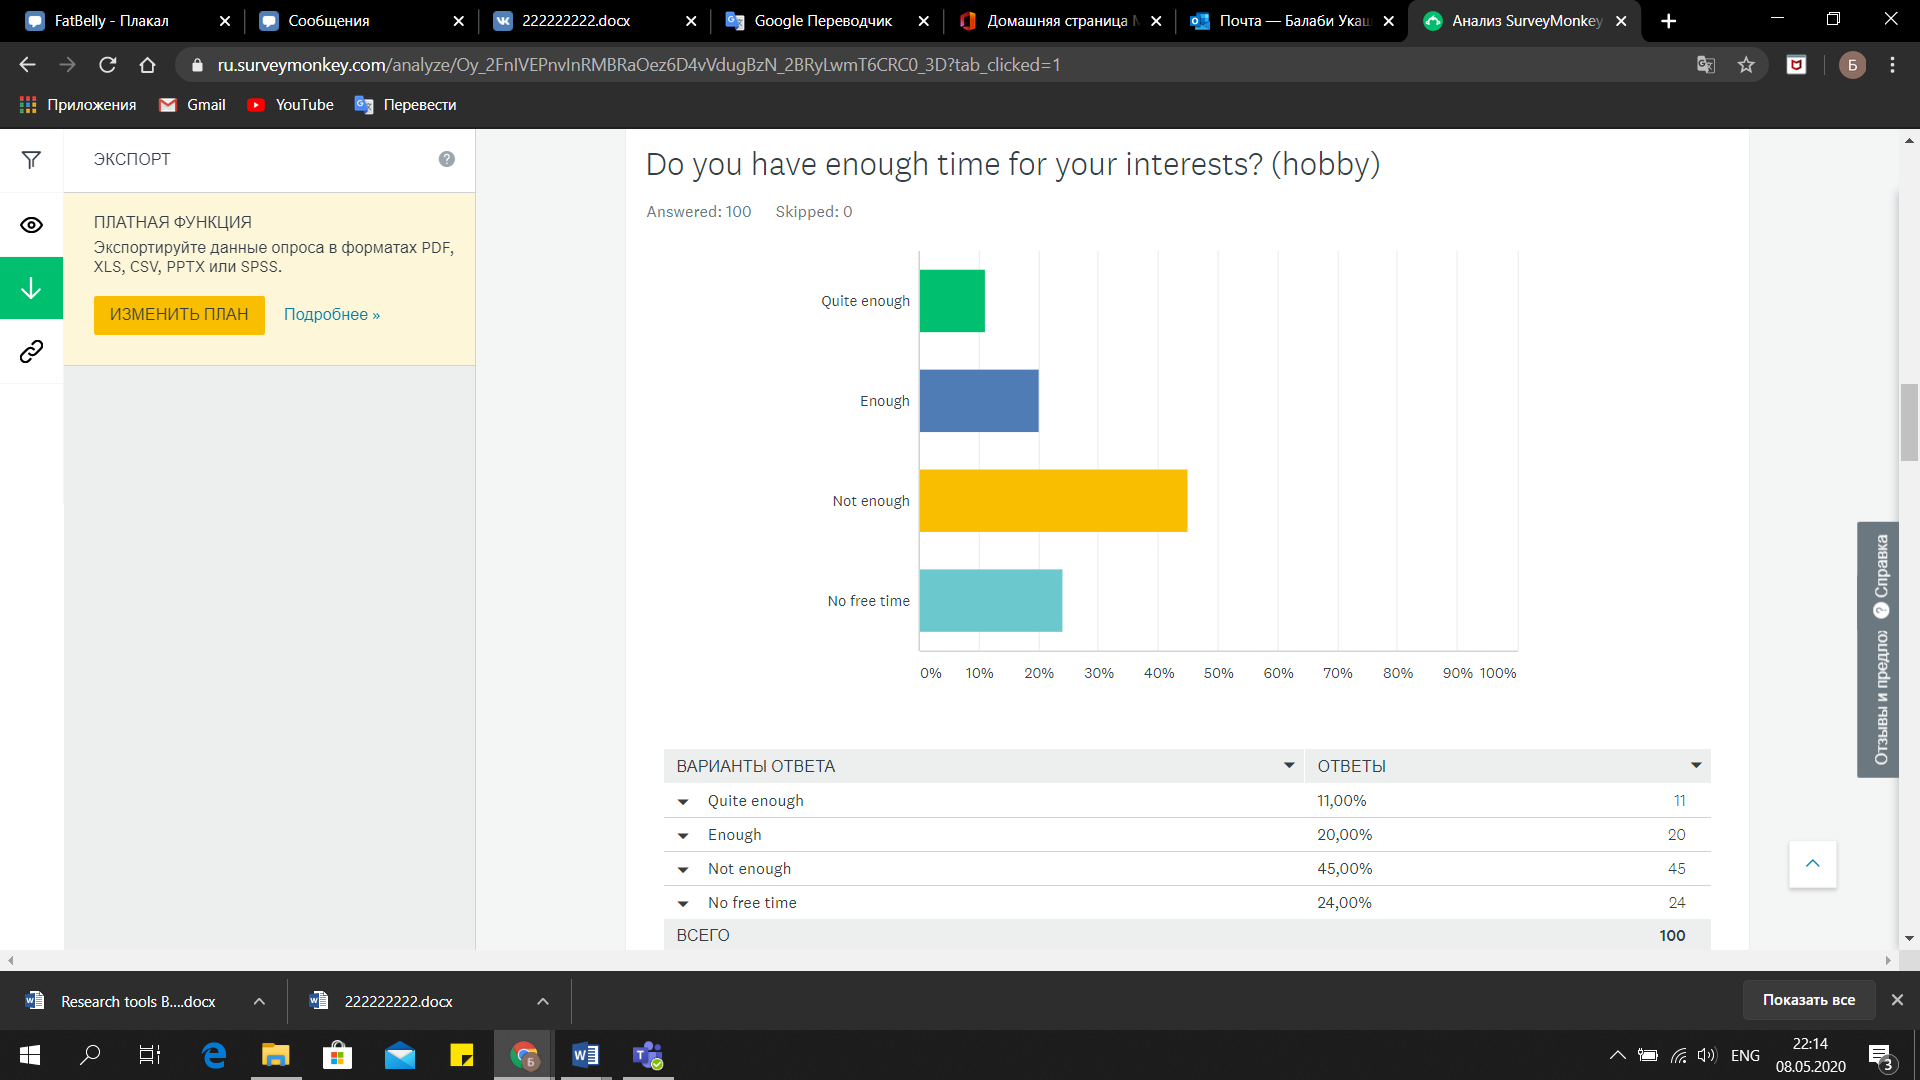 FatBelly - Плакал
Сообщения
222222222.docx
Google Переводчик
Домашняя страница
Почта — Балаби Укаш
Анализ SurveyMonkey
ru.surveymonkey.com/analyze/Oy_2FnIVEPnvInRMBRaOez6D4vVdugBzN_2BRyLwmT6CRC0_3D?tab_clicked=1
Б
Приложения
Gmail
YouTube
Перевести
ЭКСПОРТ
?
ПЛАТНАЯ ФУНКЦИЯ
Экспортируйте данные опроса в форматах PDF,
XLS, CSV, PPTX или SPSS.
ИЗМЕНИТЬ ПЛАН
Подробнее »
Do you have enough time for your interests? (hobby)
Answered: 100 Skipped: 0
Quite enough
Enough
Not enough
No free time
0% 10% 20% 30% 40% 50% 60% 70% 80% 90% 100%
ВАРИАНТЫ ОТВЕТА ОТВЕТЫ
Quite enough 11,00% 11
Enough 20,00% 20
Not enough 45,00% 45
No free time 24,00% 24
ВСЕГО 100
Отзывы и предло
? Справка
Research tools B....docx
222222222.docx
Показать все
ENG
22:14
08.05.2020
3